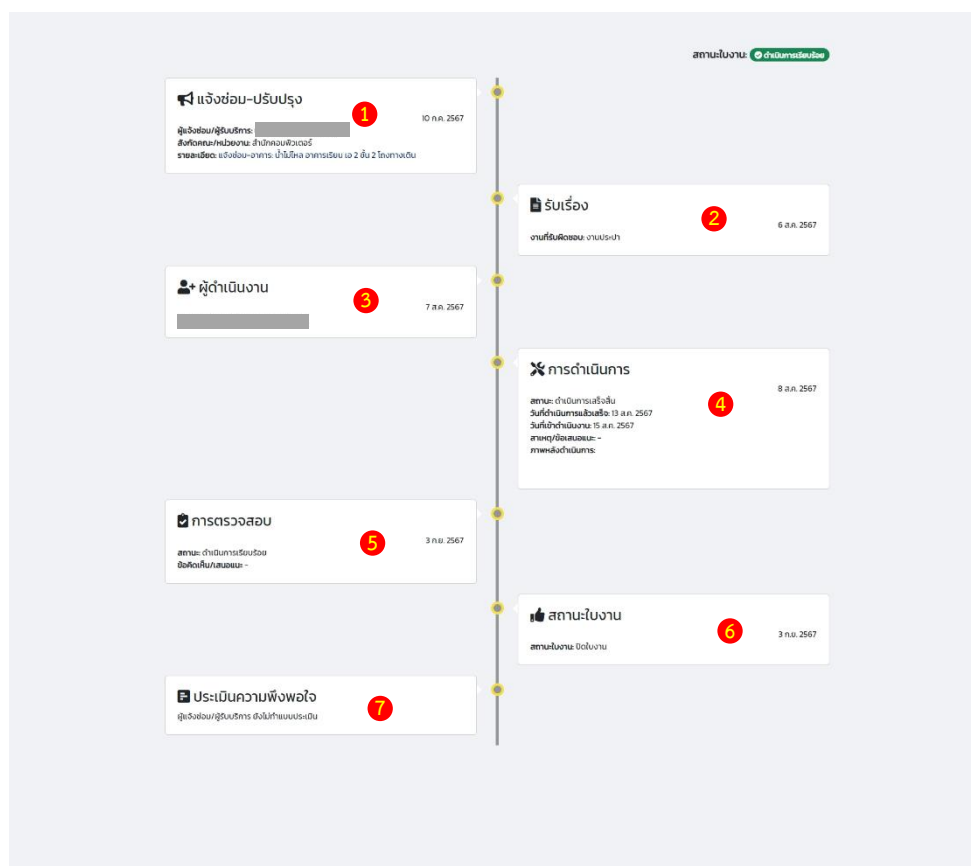 สถานะใบงาน: ดำเนินการเรียบร้อย
แจ้งซ่อม-ปรับปรุง
1
10 ก.ค. 2567
ผู้แจ้งซ่อม/ผู้รับบริการ:
สังกัดคณะ/หน่วยงาน: สำนักคอมพิวเตอร์
รายละเอียด: แจ้งซ่อม-อาคาร: น้ำไม่ไหล อาคารเรียน เอ 2 ชั้น 2 โถงทางเดิน
รับเรื่อง
2
6 ส.ค. 2567
งานที่รับผิดชอบ: งานประปา
ผู้ดำเนินงาน
3
7 ส.ค. 2567
การดำเนินการ
4
8 ส.ค. 2567
สถานะ: ดำเนินการเสร็จสิ้น
วันที่ดำเนินการแล้วเสร็จ: 13 ส.ค. 2567
วันที่เข้าดำเนินงาน: 15 ส.ค. 2567
สาเหตุ/ข้อเสนอแนะ: -
ภาพหลังดำเนินการ:
การตรวจสอบ
5
3 ก.ย. 2567
สถานะ: ดำเนินการเรียบร้อย
ข้อคิดเห็น/เสนอแนะ: -
สถานะใบงาน
6
3 ก.ย. 2567
สถานะใบงาน: ปิดใบงาน
ประเมินความพึงพอใจ
7
ผู้แจ้งซ่อม/ผู้รับบริการ ยังไม่ทำแบบประเมิน